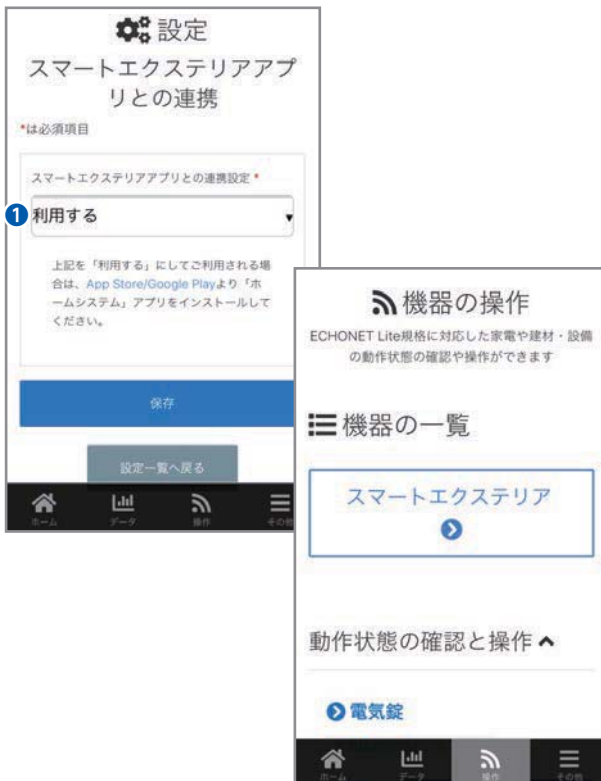 設定
スマートエクステリアアプ
リとの連携
*は必須項目
スマートエクステリアアプリとの連携設定 *
1 利用する
上記を「利用する」にしてご利用される場
合は、App Store/Google Playより「ホ
ームシステム」アプリをインストールして
ください。
保存
設定一覧へ戻る
ホーム データ 操作 その他
機器の操作
ECHONET Lite規格に対応した家電や建材・設備
の動作状態の確認や操作ができます
機器の一覧
スマートエクステリア
動作状態の確認と操作
電気錠
ホーム データ 操作 その他